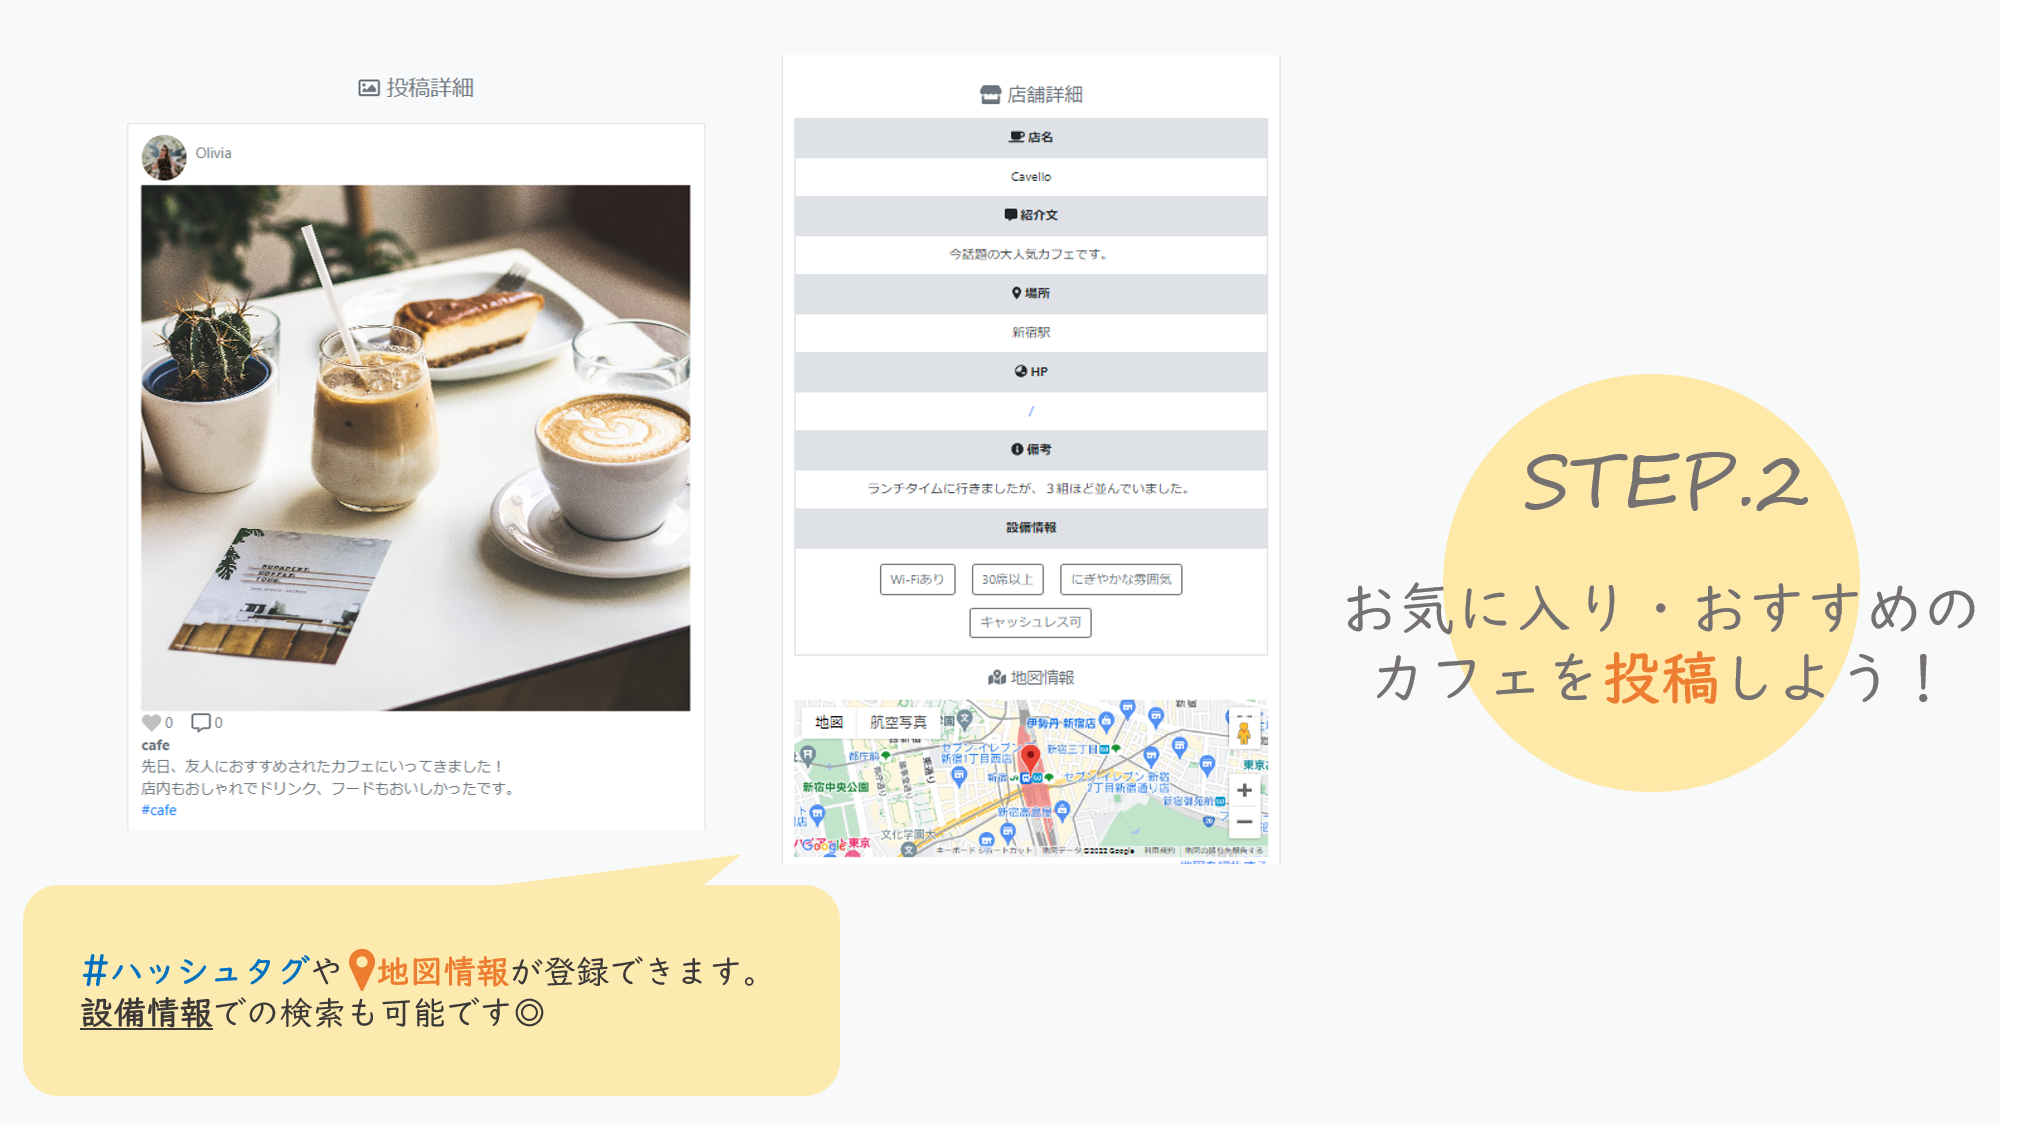 投稿詳細
Olivia
BUDAPEST
COFFEE
TOUR
0 0
cafe
先日、友人におすすめされたカフェにいってきました！
店内もおしゃれでドリンク、フードもおいしかったです。
#cafe
店舗詳細
店名
Cavello
紹介文
今話題の大人気カフェです。
場所
新宿駅
HP
/
備考
ランチタイムに行きましたが、３組ほど並んでいました。
設備情報
Wi-Fiあり 30席以上 にぎやかな雰囲気
キャッシュレス可
地図情報
地図 航空写真
伊勢丹 新宿店
新宿三丁目
都庁前
セブン-イレブン
新宿1丁目西店
新宿
セブン-イレブン 新宿
2丁目新宿通り店
新宿中央公園
新宿御苑前
新宿高島屋
文化学園大
東京
Google
キーボード ショートカット 地図データ ©2022 Google 利用規約 地図の誤りを報告する
STEP.2
お気に入り・おすすめの
カフェを投稿しよう！
#ハッシュタグや地図情報が登録できます。
設備情報での検索も可能です◎